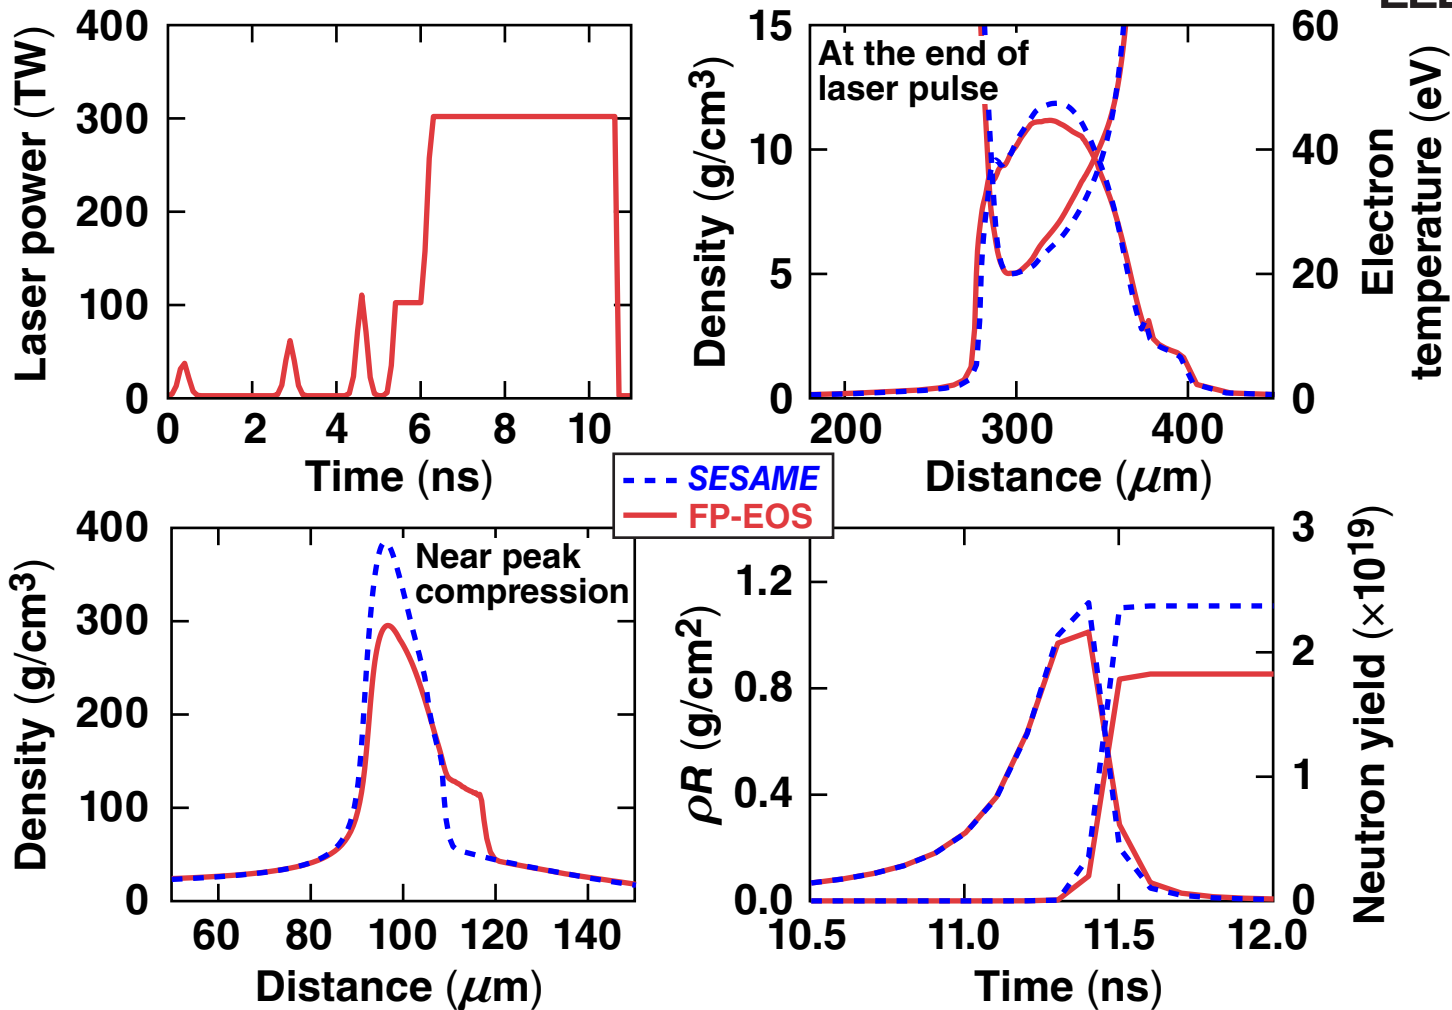 Laser power (TW)
400
300
200
100
0
0 2 4 6 8 10
Time (ns)
At the end of
laser pulse
Density (g/cm3)
15
10
5
0
60
40
20
0
Electron
temperature (eV)
200 300 400
Distance (μm)
SESAME
FP-EOS
Near peak
compression
Density (g/cm3)
400
300
200
100
0
60 80 100 120 140
Distance (μm)
ρR (g/cm2)
1.2
0.8
0.4
0.0
3
2
1
0
Neutron yield (×1019)
10.5 11.0 11.5 12.0
Time (ns)